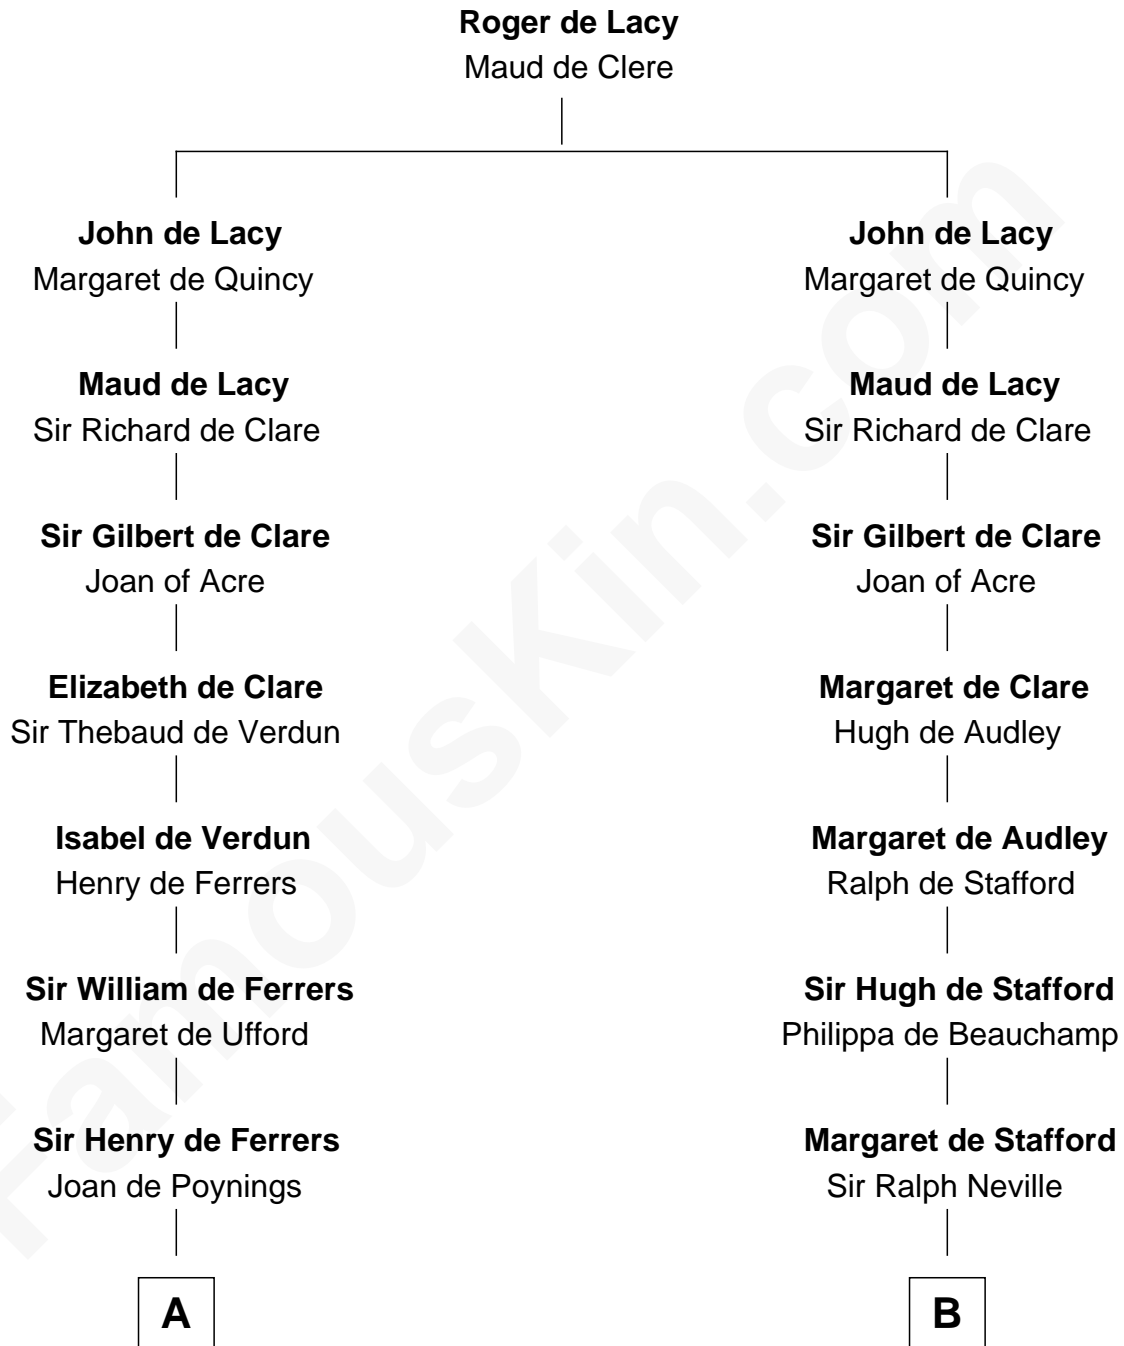 Roger de Lacy
Maud de Clere
John de Lacy
Margaret de Quincy
Maud de Lacy
Sir Richard de Clare
Sir Gilbert de Clare
Joan of Acre
Elizabeth de Clare
Sir Thebaud de Verdun
Isabel de Verdun
Henry de Ferrers
Sir William de Ferrers
Margaret de Ufford
Sir Henry de Ferrers
Joan de Poynings
A
John de Lacy
Margaret de Quincy
Maud de Lacy
Sir Richard de Clare
Sir Gilbert de Clare
Joan of Acre
Margaret de Clare
Hugh de Audley
Margaret de Audley
Ralph de Stafford
Sir Hugh de Stafford
Philippa de Beauchamp
Margaret de Stafford
Sir Ralph Neville
B
FamousKin.com